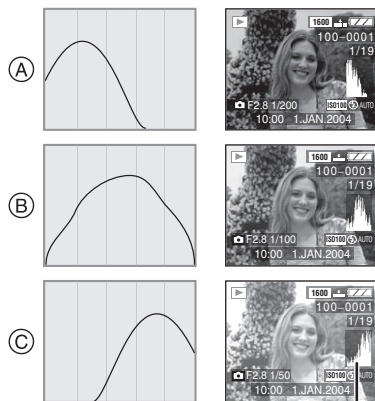 A
1600
100-0001
1/19
F2.8 1/200 ISO100 AUTO
10:00 1.JAN.2004
B
1600
100-0001
1/19
F2.8 1/100 ISO100 AUTO
10:00 1.JAN.2004
C
1600
100-0001
1/19
F2.8 1/50 ISO100 AUTO
10:00 1.JAN.2004